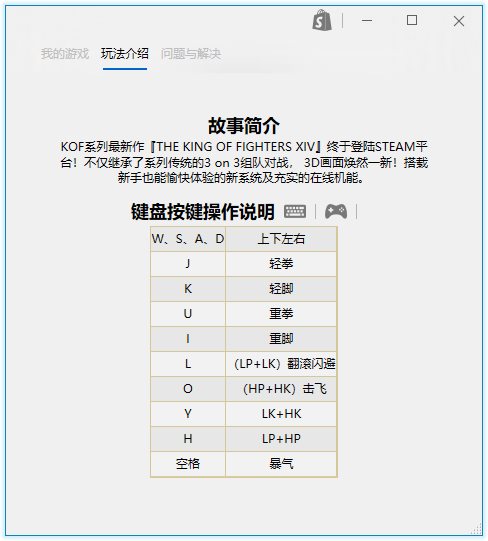 我的游戏 玩法介绍 问题与解决
故事简介
KOF系列最新作『THE KING OF FIGHTERS XIV』终于登陆STEAM平
台！不仅继承了系列传统的3 on 3组队对战， 3D画面焕然一新！搭载
新手也能愉快体验的新系统及充实的在线机能。
键盘按键操作说明
W、S、A、D 上下左右
J 轻拳
K 轻脚
U 重拳
I 重脚
L （LP+LK）翻滚闪避
O （HP+HK）击飞
Y LK+HK
H LP+HP
空格 暴气